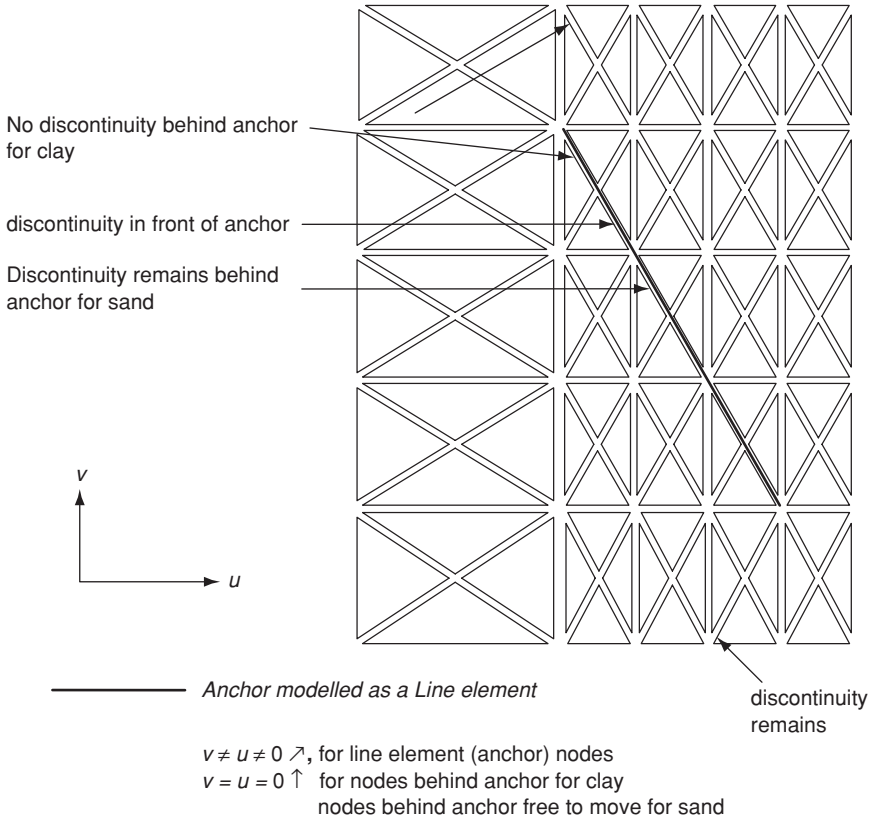 No discontinuity behind anchor
for clay
discontinuity in front of anchor
Discontinuity remains behind
anchor for sand
v
u
Anchor modelled as a Line element
discontinuity
remains
v ≠ u ≠ 0 ↗, for line element (anchor) nodes
v = u = 0 ↑ for nodes behind anchor for clay
nodes behind anchor free to move for sand